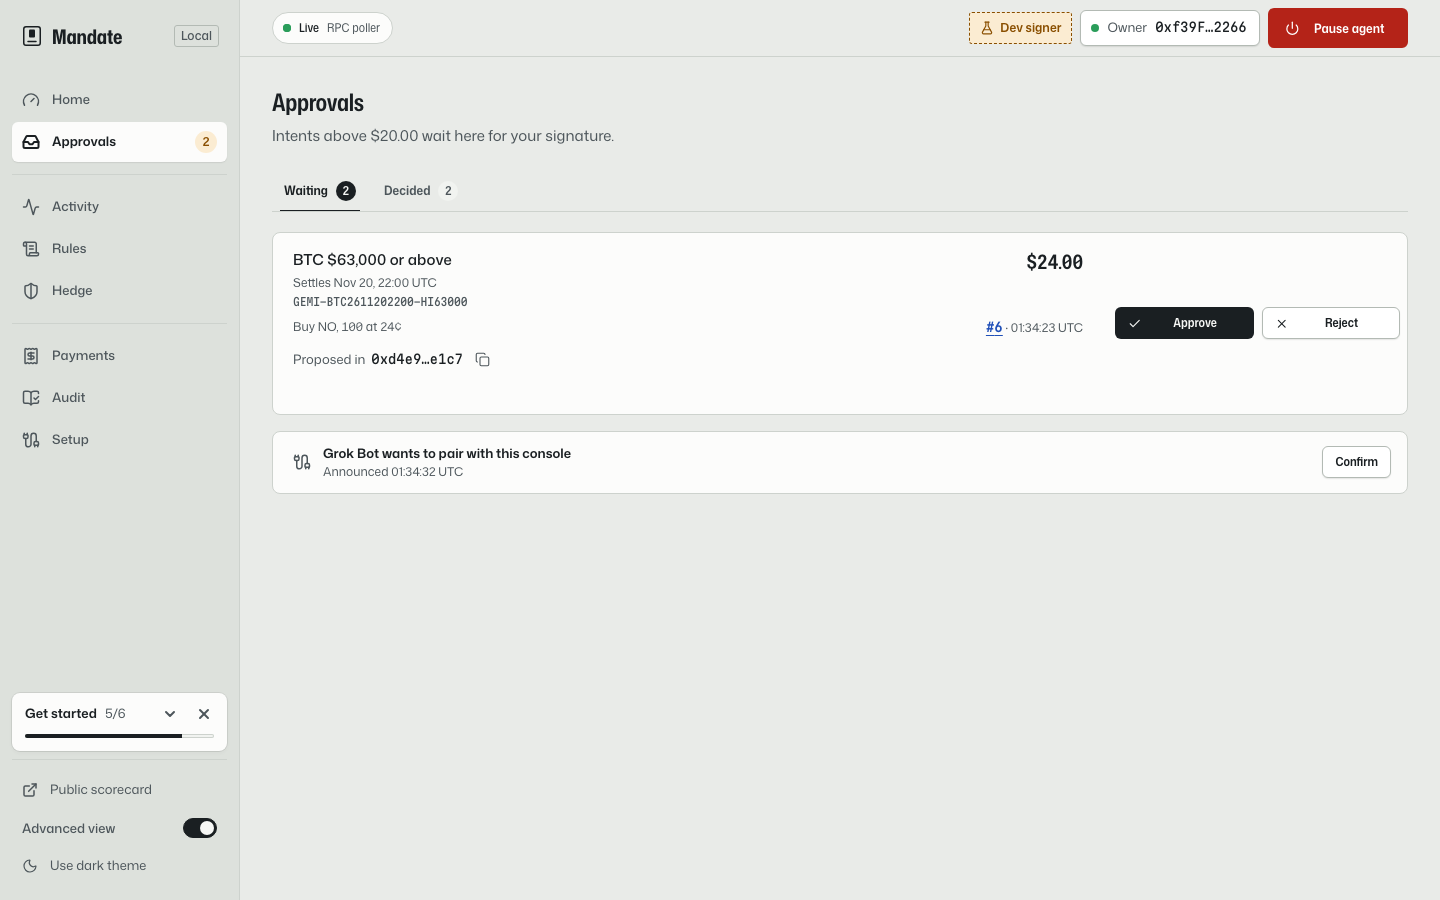 Mandate
Local
Home
Approvals
2
Activity
Rules
Hedge
Payments
Audit
Setup
Get started 5/6
Public scorecard
Advanced view
Use dark theme
Live RPC poller
Dev signer
Owner 0xf39F…2266
Pause agent
Approvals
Intents above $20.00 wait here for your signature.
Waiting 2
Decided 2
BTC $63,000 or above
Settles Nov 20, 22:00 UTC
GEMI-BTC2611202200-HI63000
Buy NO, 100 at 24¢
Proposed in 0xd4e9…e1c7
$24.00
#6 · 01:34:23 UTC
Approve
Reject
Grok Bot wants to pair with this console
Announced 01:34:32 UTC
Confirm